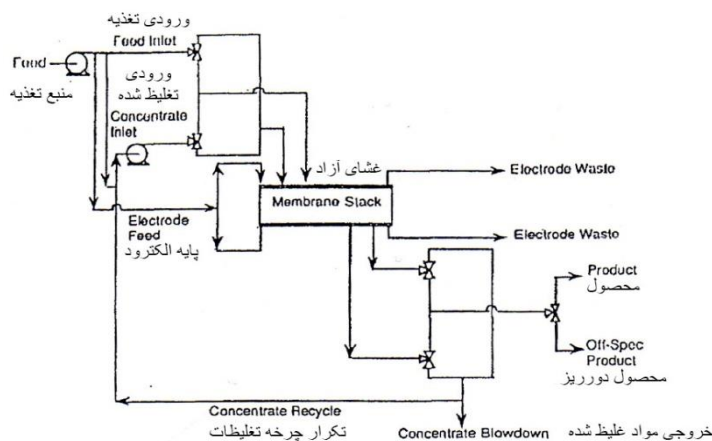 ورودی تغذیه
Feed Inlet
Feed
منبع تغذیه
ورودی
تغلیظ شده
Concentrate
Inlet
غشای آزاد
Membrane Stack
Electrode Waste
Electrode Waste
Electrode
Feed
پایه الکترود
Product
محصول
Off-Spec
Product
محصول دورریز
Concentrate Recycle
تکرار چرخه تغلیظات
Concentrate Blowdown
خروجی مواد غلیظ شده